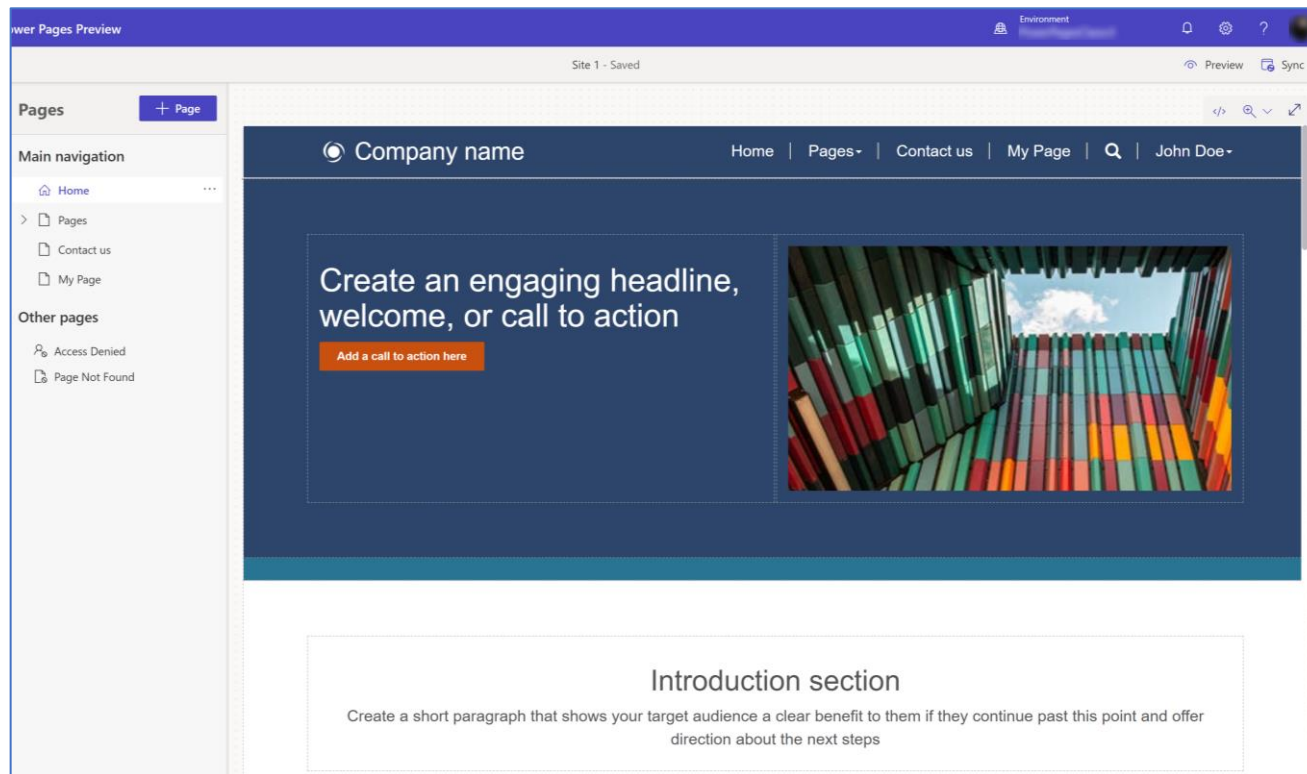 wer Pages Preview
Environment
Site 1 - Saved
Preview
Sync
Pages
+ Page
Main navigation
Home
Pages
Contact us
My Page
Other pages
Access Denied
Page Not Found
Company name
Home | Pages | Contact us | My Page | John Doe
Create an engaging headline,
welcome, or call to action
Add a call to action here
Introduction section
Create a short paragraph that shows your target audience a clear benefit to them if they continue past this point and offer
direction about the next steps